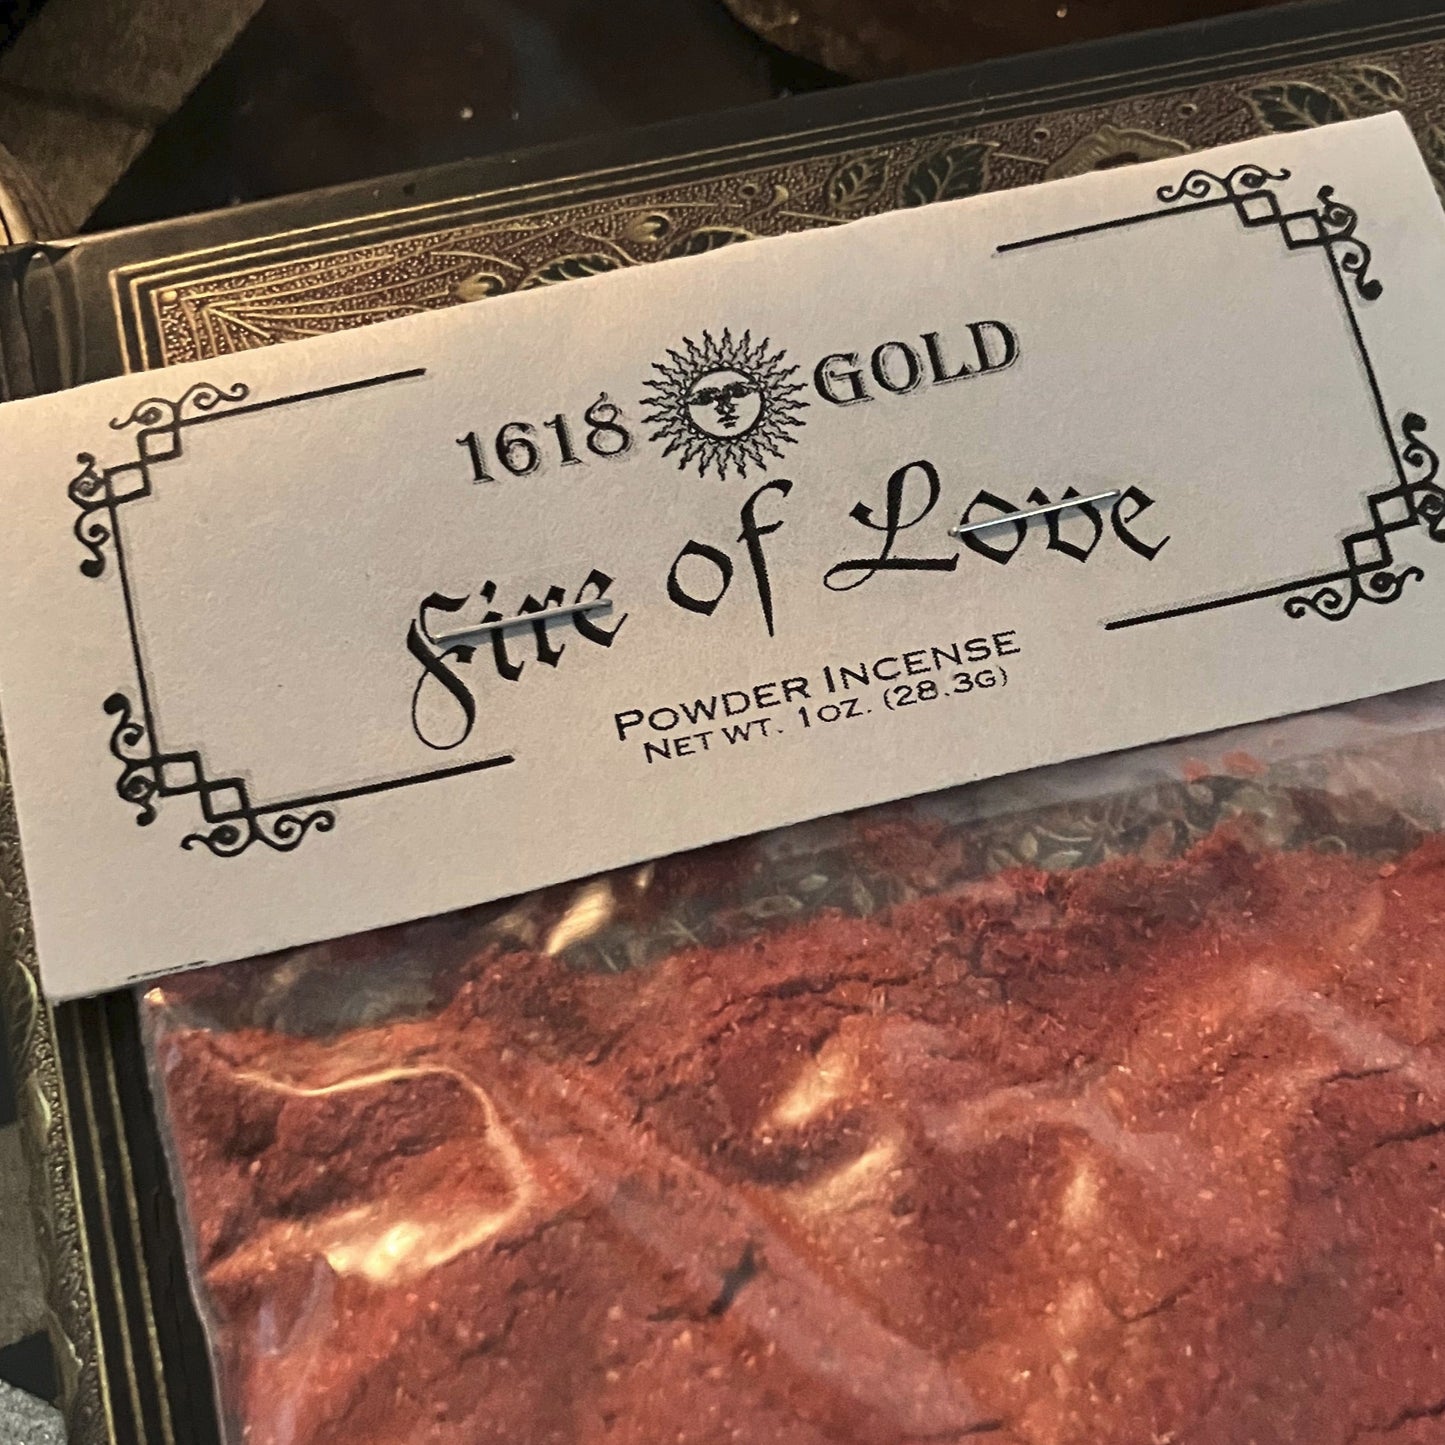 1618 GOLD
Fire of Love
POWDER INCENSE
NET WT. 1OZ. (28.3G)